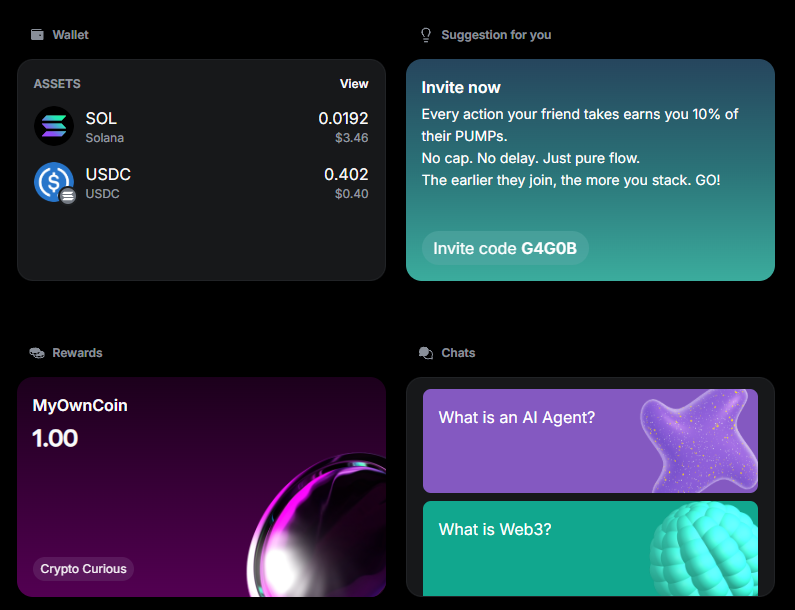 Wallet
ASSETS
View
SOL
0.0192
Solana
$3.46
USDC
0.402
USDC
$0.40
Suggestion for you
Invite now
Every action your friend takes earns you 10% of
their PUMPs.
No cap. No delay. Just pure flow.
The earlier they join, the more you stack. GO!
Invite code G4G0B
Rewards
MyOwnCoin
1.00
Crypto Curious
Chats
What is an AI Agent?
What is Web3?